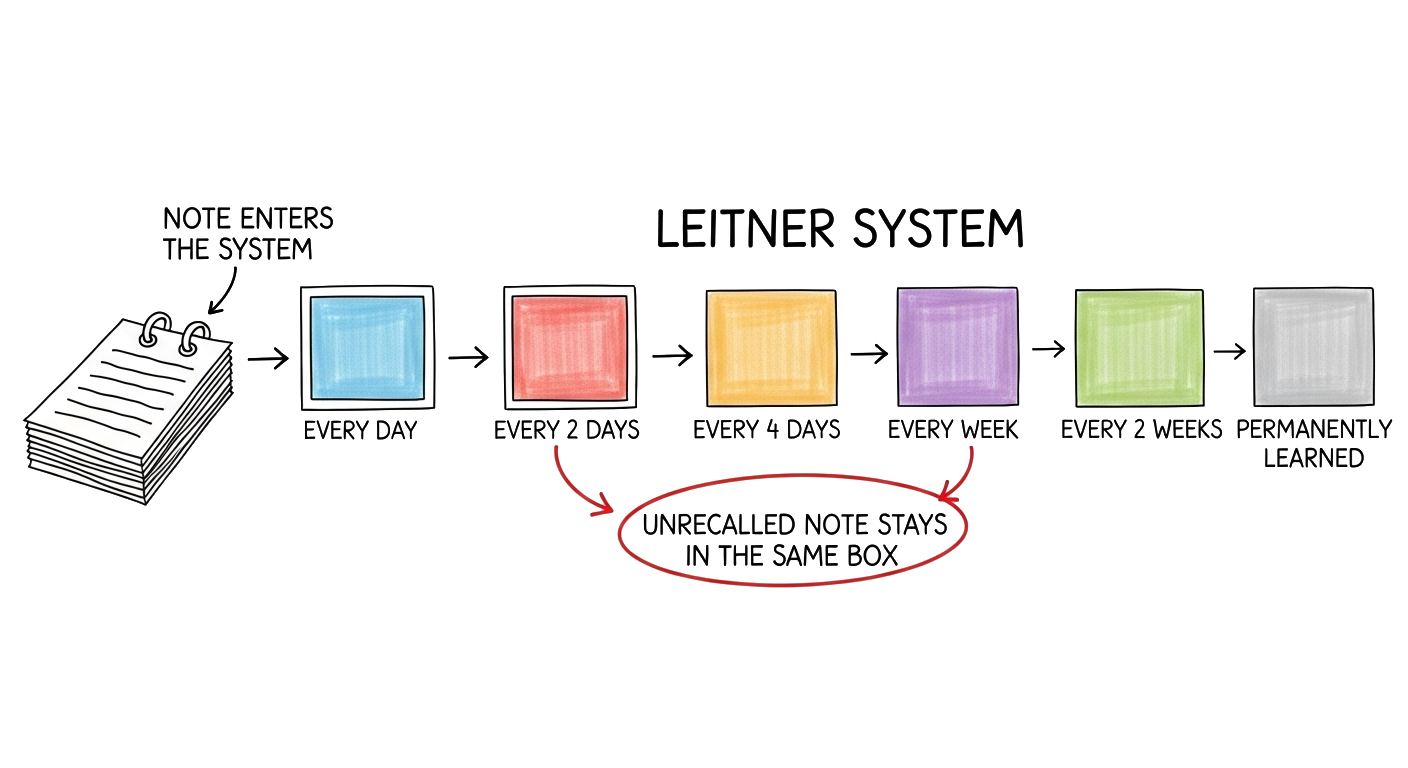 NOTE ENTERS
THE SYSTEM
LEITNER SYSTEM
EVERY DAY
EVERY 2 DAYS
EVERY 4 DAYS
EVERY WEEK
EVERY 2 WEEKS
PERMANENTLY
LEARNED
UNRECALLED NOTE STAYS
IN THE SAME BOX